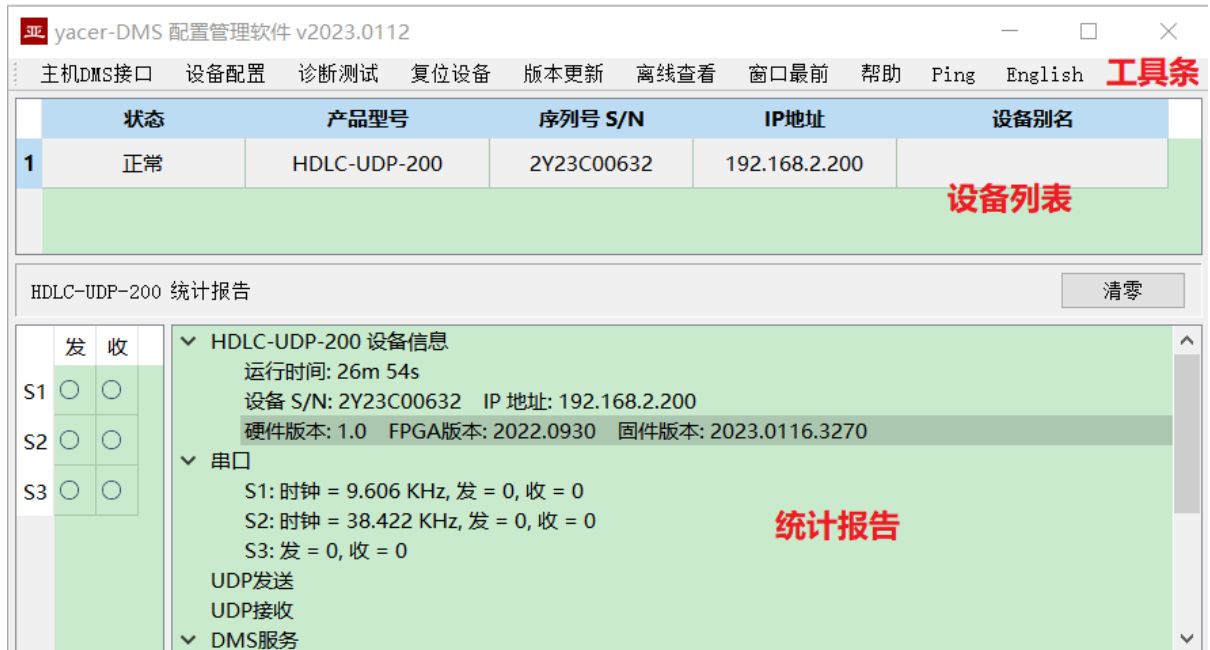 亚 yacer-DMS 配置管理软件 v2023.0112
主机DMS接口 设备配置 诊断测试 复位设备 版本更新 离线查看 窗口最前 帮助 Ping English 工具条
状态 产品型号 序列号 S/N IP地址 设备别名
1 正常 HDLC-UDP-200 2Y23C00632 192.168.2.200
设备列表
HDLC-UDP-200 统计报告 清零
发 收
S1
S2
S3
HDLC-UDP-200 设备信息
运行时间: 26m 54s
设备 S/N: 2Y23C00632 IP 地址: 192.168.2.200
硬件版本: 1.0 FPGA版本: 2022.0930 固件版本: 2023.0116.3270
串口
S1: 时钟 = 9.606 KHz, 发 = 0, 收 = 0
S2: 时钟 = 38.422 KHz, 发 = 0, 收 = 0
S3: 发 = 0, 收 = 0
统计报告
UDP发送
UDP接收
DMS服务